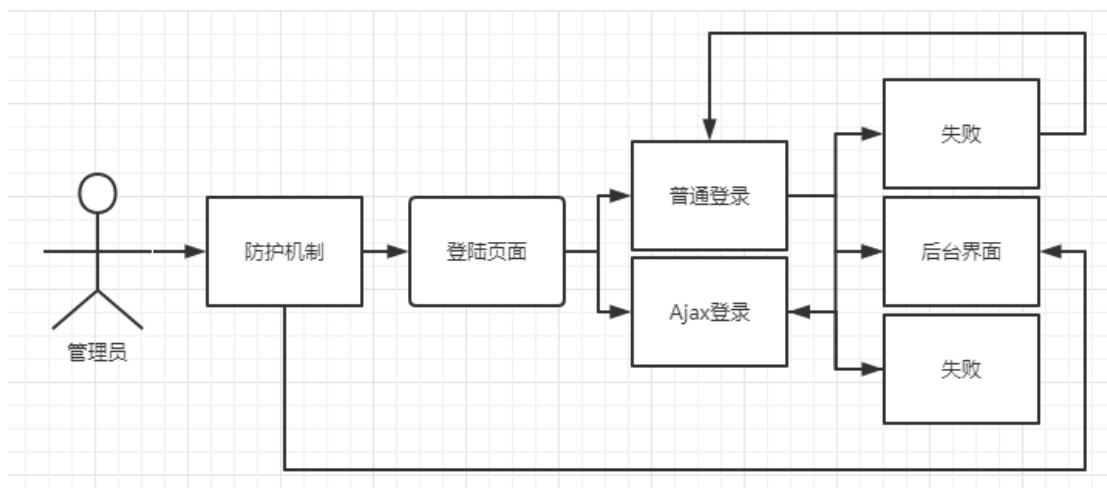 管理员
防护机制
登陆页面
普通登录
Ajax登录
失败
后台界面
失败